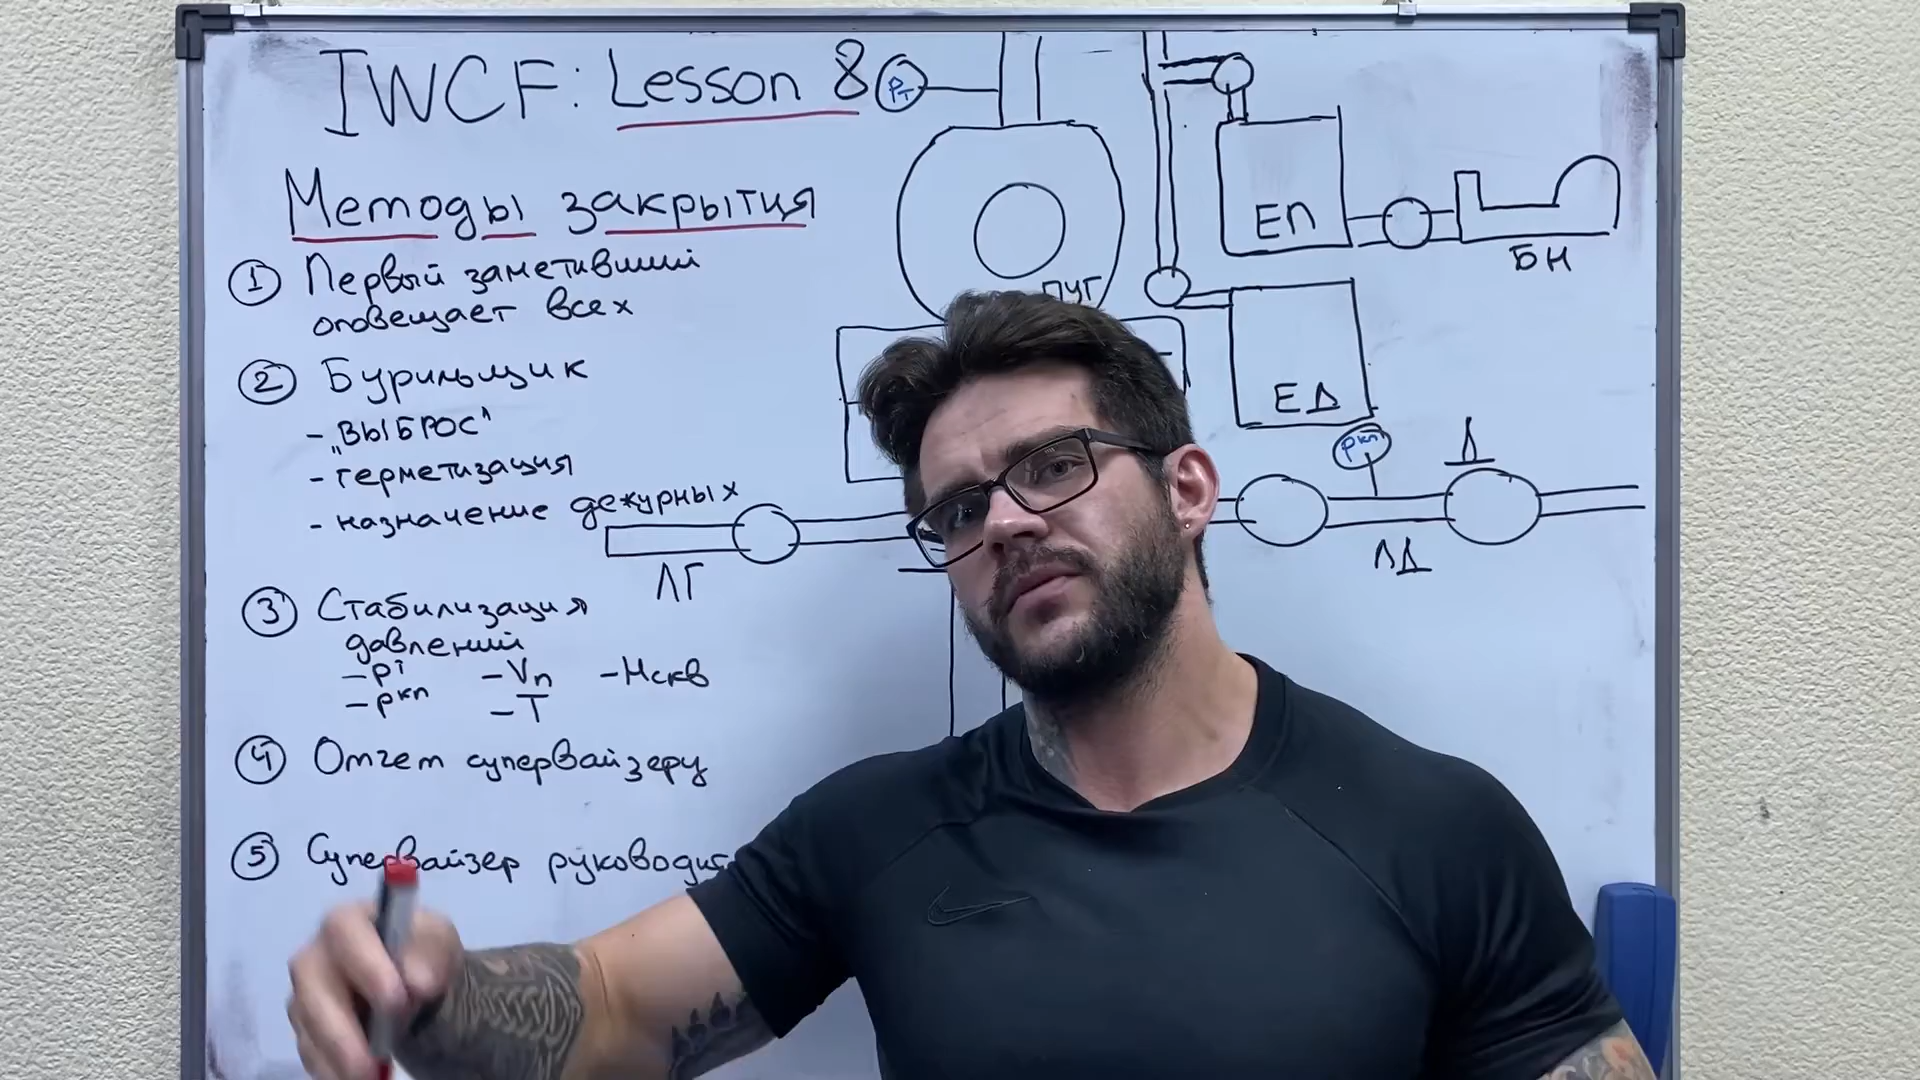 IWCF: Lesson 8
Методы закрытия
① Первый заметивший
оповещает всех
② Бурильщик
- „ВЫБРОС"
- герметизация
- назначение дежурных
③ Стабилизация
давлений
- Pт - Vп - Hскв
- Pкп - T
④ Отчет супервайзеру
⑤ Супервайзер руководит
Pт
ПУГ
ЕП
БН
ЕД
Pкп
Д
ЛГ
ЛД